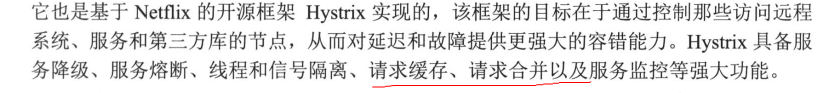 它也是基于 Netflix 的开源框架 Hystrix 实现的，该框架的目标在于通过控制那些访问远程
系统、服务和第三方库的节点，从而对延迟和故障提供更强大的容错能力。Hystrix 具备服
务降级、服务熔断、线程和信号隔离、请求缓存、请求合并以及服务监控等强大功能。